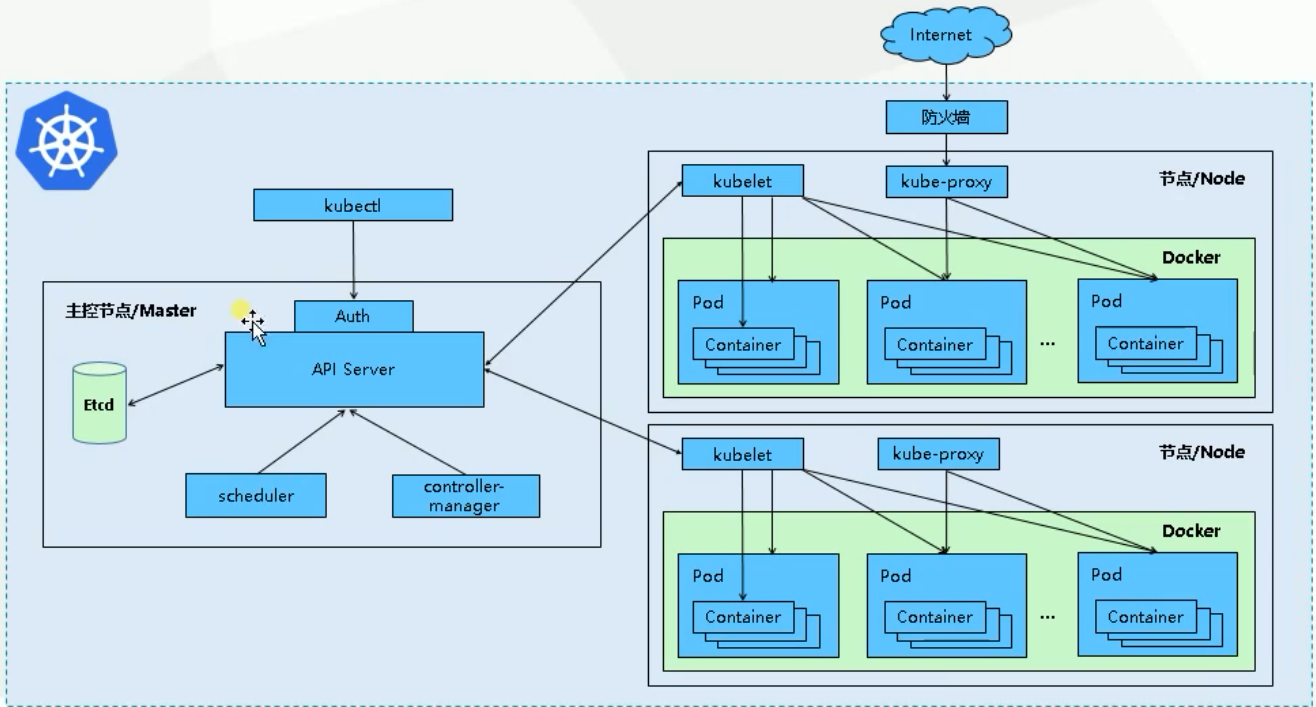 Internet
防火墙
kubelet
kube-proxy
节点/Node
kubectl
Docker
Pod
Pod
Pod
主控节点/Master
Auth
Container
Container
...
Container
API Server
Etcd
kubelet
kube-proxy
节点/Node
scheduler
controller-
manager
Docker
Pod
Pod
Pod
Container
Container
...
Container